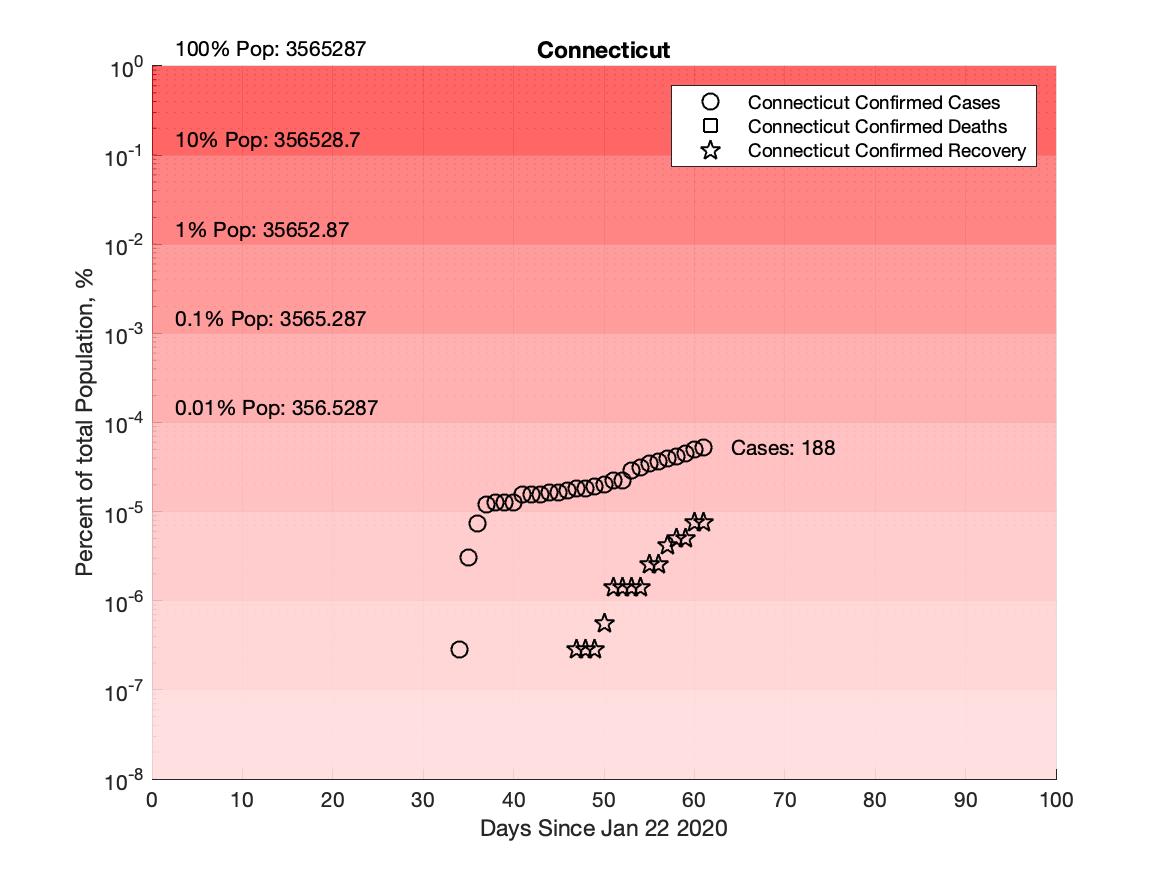 Connecticut
100% Pop: 3565287
10% Pop: 356528.7
1% Pop: 35652.87
0.1% Pop: 3565.287
0.01% Pop: 356.5287
Connecticut Confirmed Cases
Connecticut Confirmed Deaths
Connecticut Confirmed Recovery
Cases: 188
Percent of total Population, %
10^0
10^-1
10^-2
10^-3
10^-4
10^-5
10^-6
10^-7
10^-8
0 10 20 30 40 50 60 70 80 90 100
Days Since Jan 22 2020